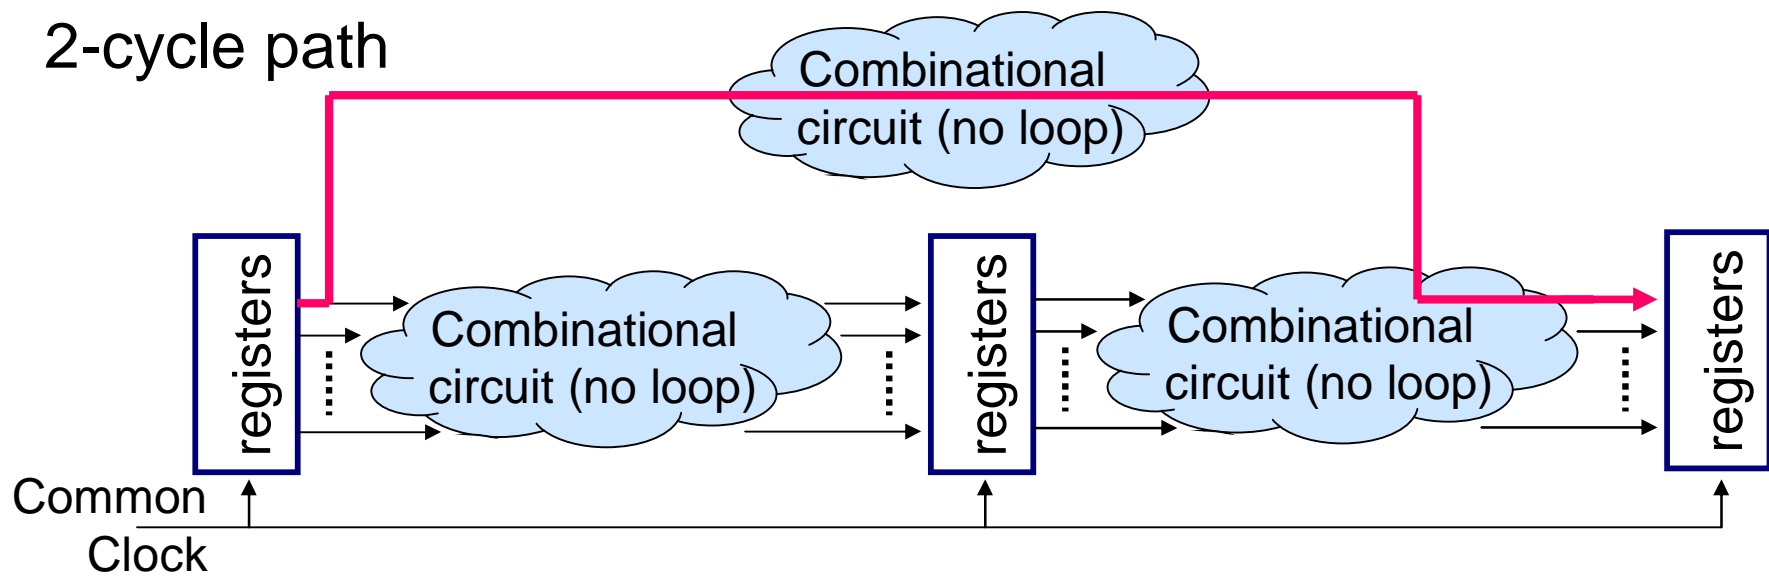 2-cycle path
Combinational
circuit (no loop)
registers
Combinational
circuit (no loop)
registers
Combinational
circuit (no loop)
registers
Common
Clock